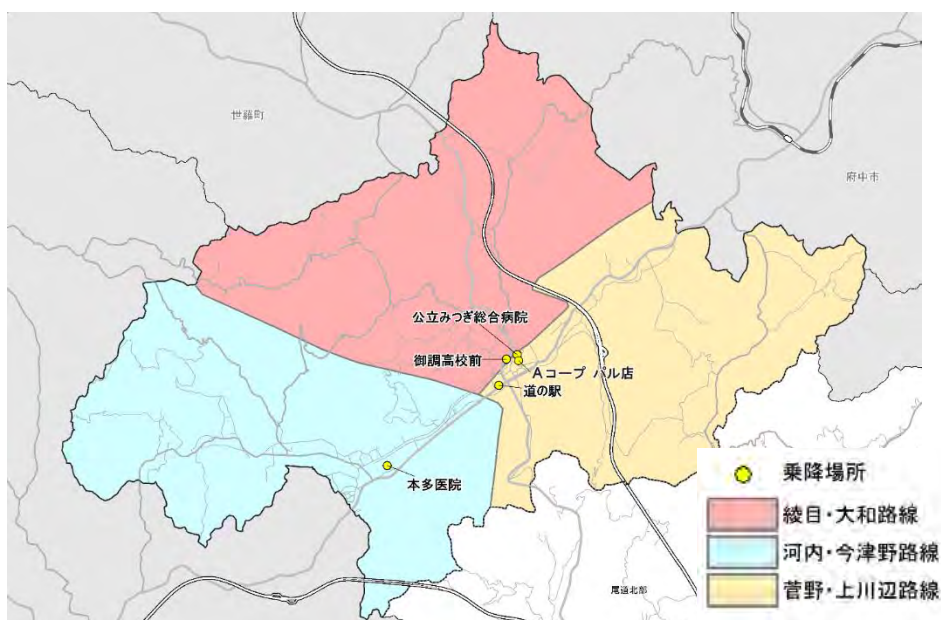 世羅町
府中市
公立みつぎ総合病院
御調高校前
Aコープ パル店
道の駅
本多医院
尾道北部
乗降場所
綾目・大和路線
河内・今津野路線
菅野・上川辺路線